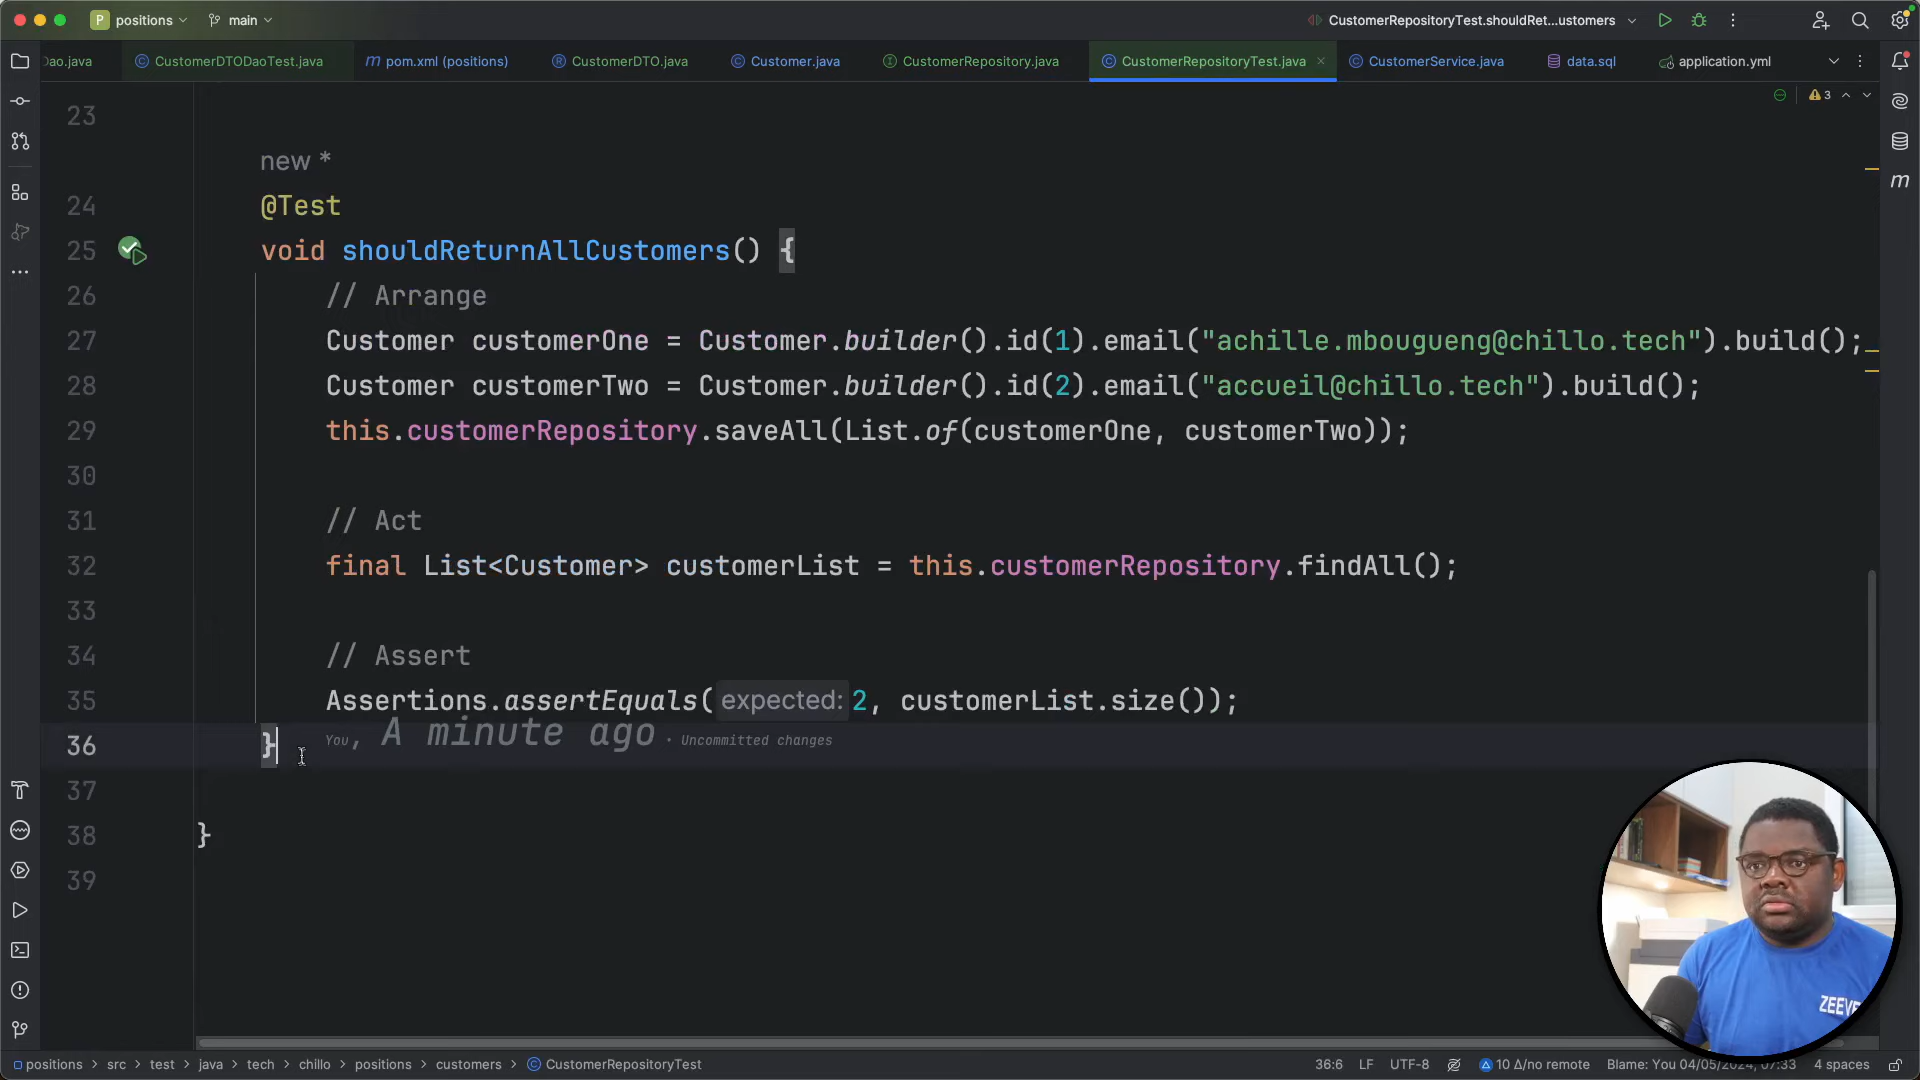 P positions main CustomerRepositoryTest.shouldRet...ustomers
Dao.java CustomerDTODaoTest.java pom.xml (positions) CustomerDTO.java Customer.java CustomerRepository.java CustomerRepositoryTest.java CustomerService.java data.sql application.yml
23 3
new *
24 @Test
25 void shouldReturnAllCustomers() {
26 // Arrange
27 Customer customerOne = Customer.builder().id(1).email("achille.mbougueng@chillo.tech").build();
28 Customer customerTwo = Customer.builder().id(2).email("accueil@chillo.tech").build();
29 this.customerRepository.saveAll(List.of(customerOne, customerTwo));
30
31 // Act
32 final List<Customer> customerList = this.customerRepository.findAll();
33
34 // Assert
35 Assertions.assertEquals( expected: 2, customerList.size());
36 } You, A minute ago · Uncommitted changes
37
38 }
39
ZEEVE
positions > src > test > java > tech > chillo > positions > customers > CustomerRepositoryTest 36:6 LF UTF-8 10 Δ/no remote Blame: You 04/05/2024, 07:33 4 spaces